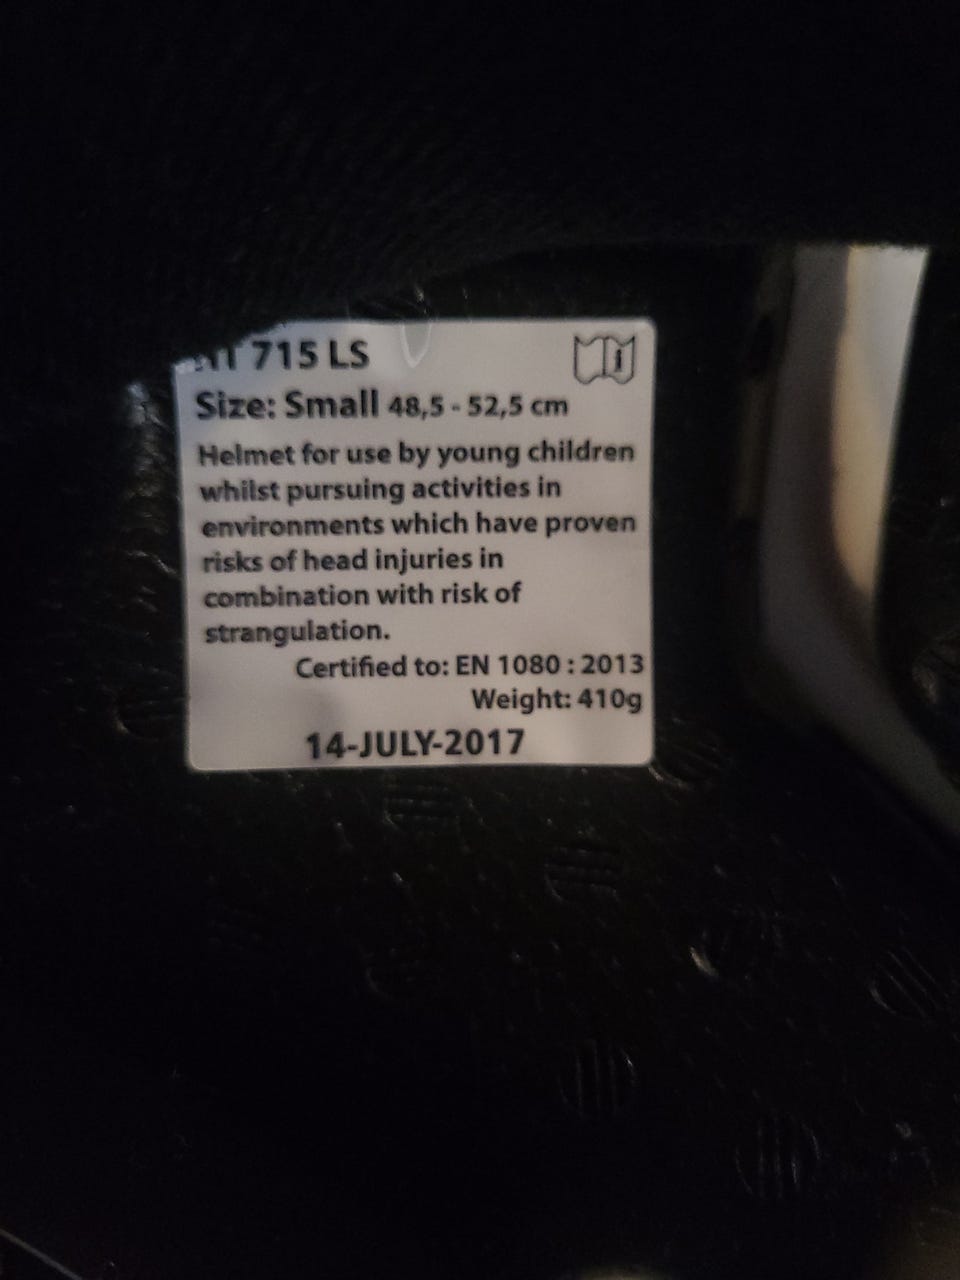 715 LS
Size: Small 48,5 - 52,5 cm
Helmet for use by young children
whilst pursuing activities in
environments which have proven
risks of head injuries in
combination with risk of
strangulation.
Certified to: EN 1080 : 2013
Weight: 410g
14-JULY-2017